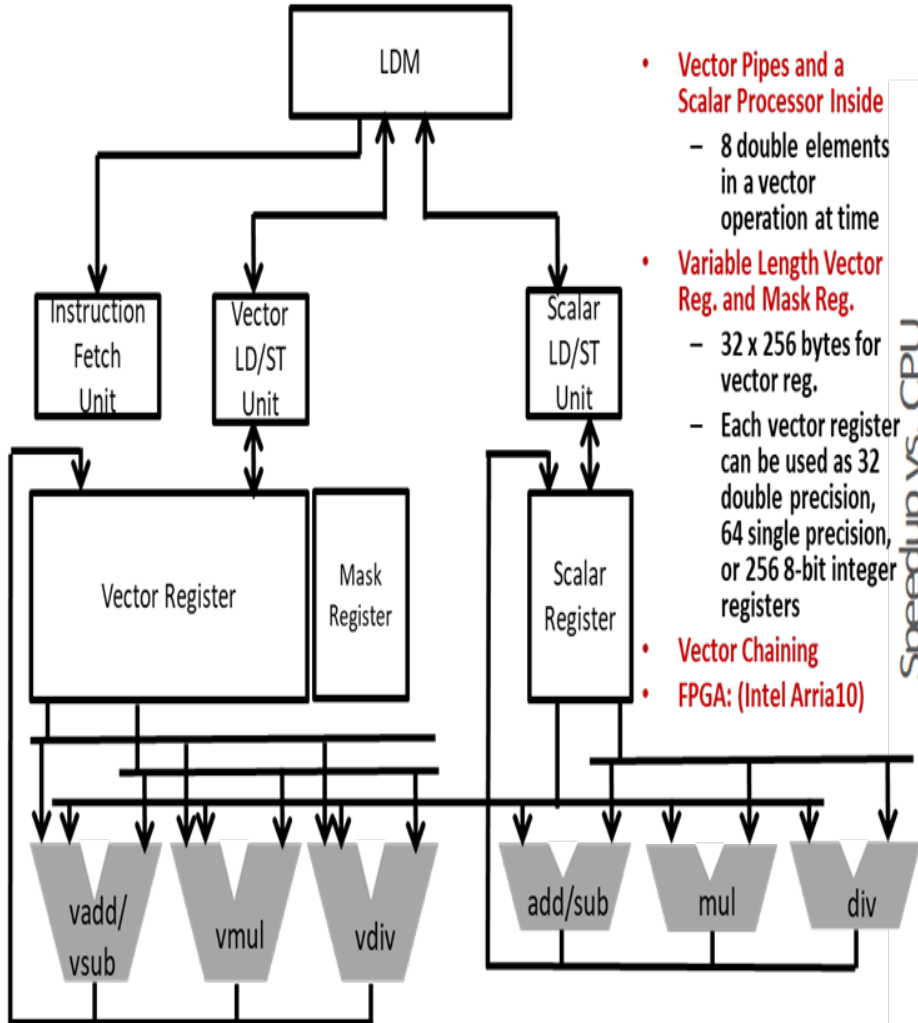 LDM
Instruction
Fetch
Unit
Vector
LD/ST
Unit
Scalar
LD/ST
Unit
Vector Register
Mask
Register
Scalar
Register
vadd/
vsub
vmul
vdiv
add/sub
mul
div
• Vector Pipes and a
Scalar Processor Inside
– 8 double elements
in a vector
operation at time
• Variable Length Vector
Reg. and Mask Reg.
– 32 x 256 bytes for
vector reg.
– Each vector register
can be used as 32
double precision,
64 single precision,
or 256 8-bit integer
registers
• Vector Chaining
• FPGA: (Intel Arria10)